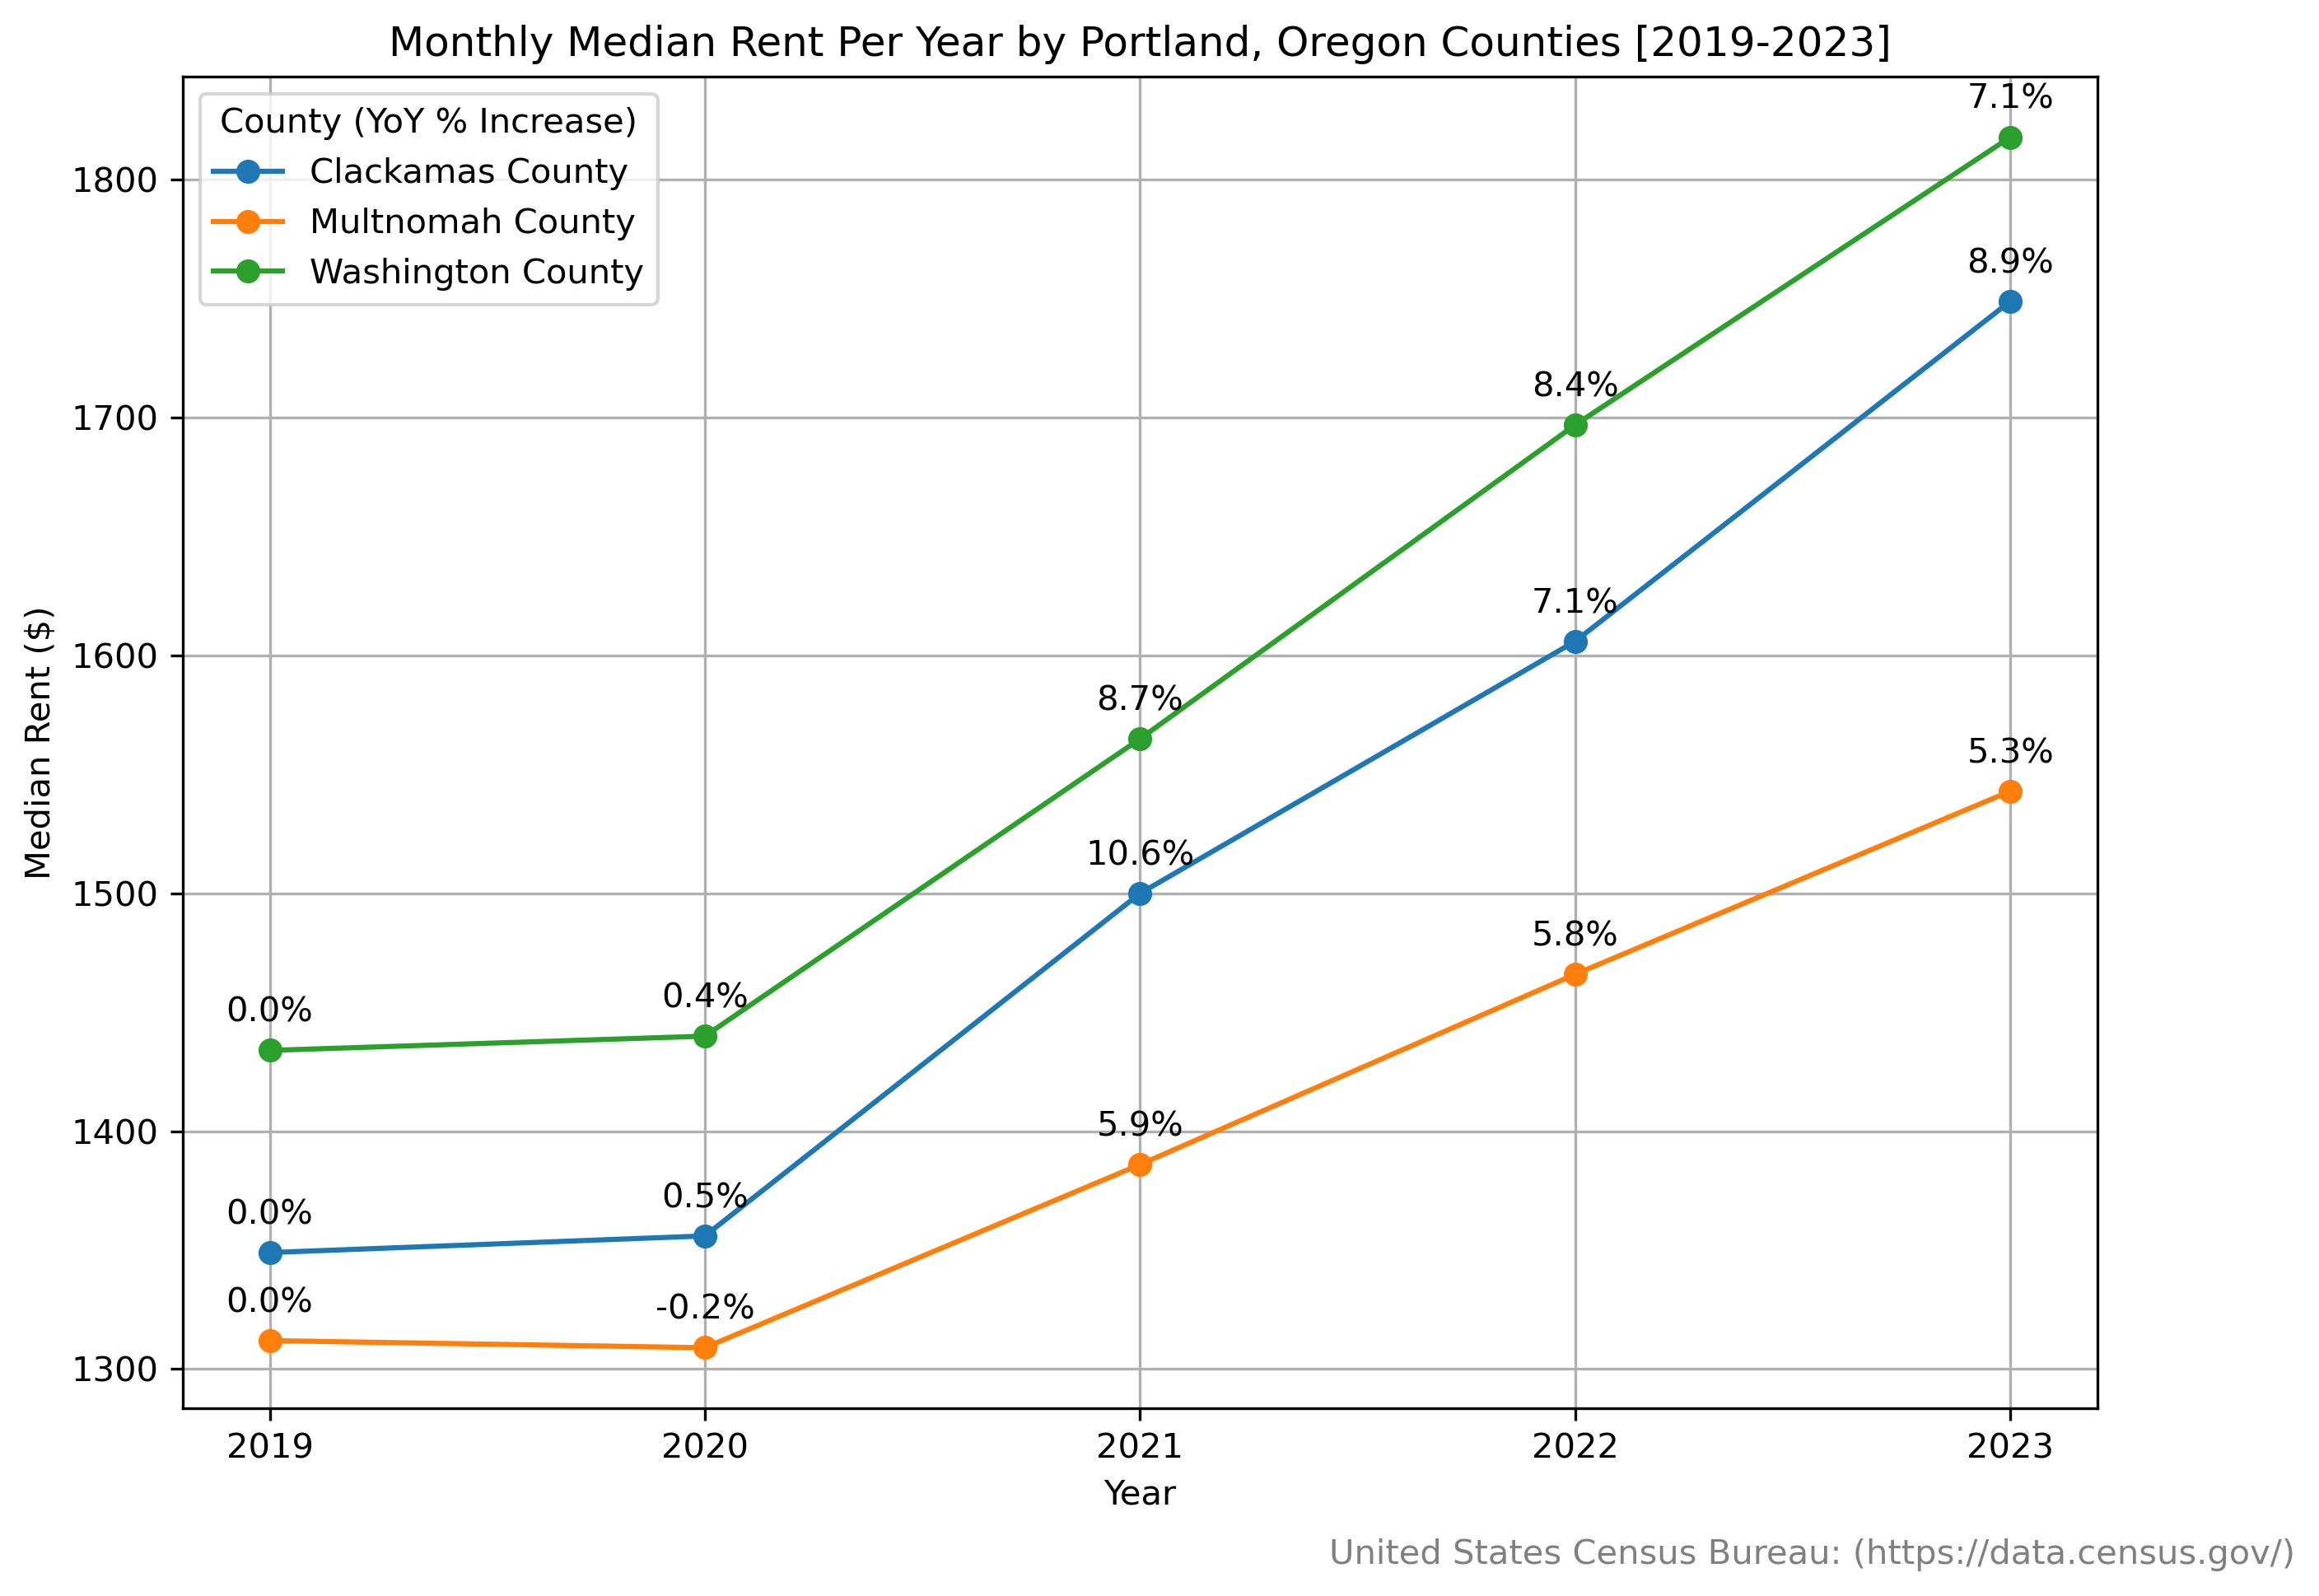 Monthly Median Rent Per Year by Portland, Oregon Counties [2019-2023]
County (YoY % Increase)
Clackamas County
Multnomah County
Washington County
7.1%
1800
8.9%
8.4%
1700
7.1%
1600
8.7%
5.3%
10.6%
1500
5.8%
0.0%
0.4%
5.9%
1400
0.0%
0.5%
0.0%
-0.2%
1300
Median Rent ($)
2019 2020 2021 2022 2023
Year
United States Census Bureau: (https://data.census.gov/)